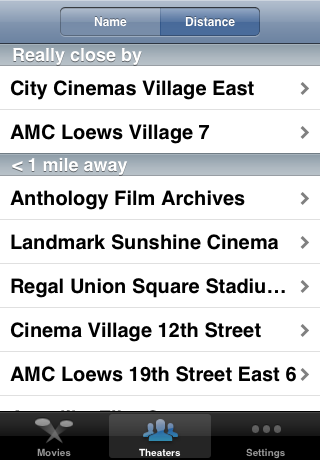 Name
Distance
Really close by
City Cinemas Village East
AMC Loews Village 7
< 1 mile away
Anthology Film Archives
Landmark Sunshine Cinema
Regal Union Square Stadiu...
Cinema Village 12th Street
AMC Loews 19th Street East 6
Movies
Theaters
Settings